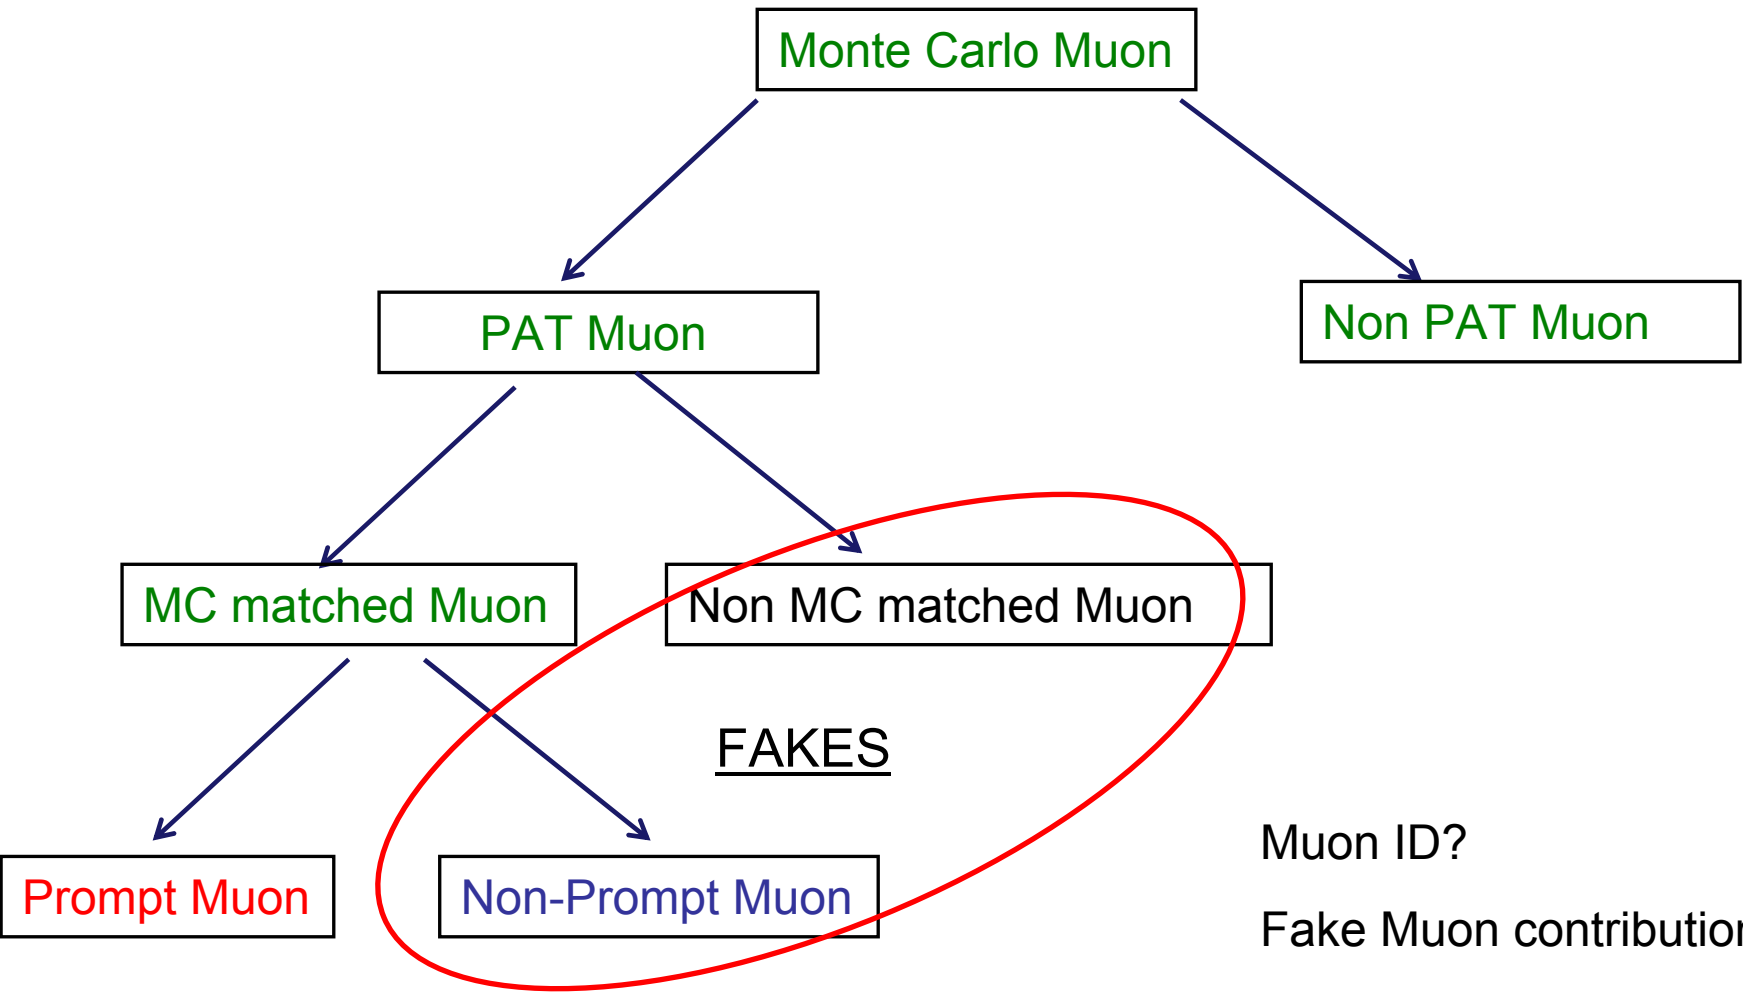 Monte Carlo Muon
PAT Muon
Non PAT Muon
MC matched Muon
Non MC matched Muon
FAKES
Muon ID?
Prompt Muon
Non-Prompt Muon
Fake Muon contribution